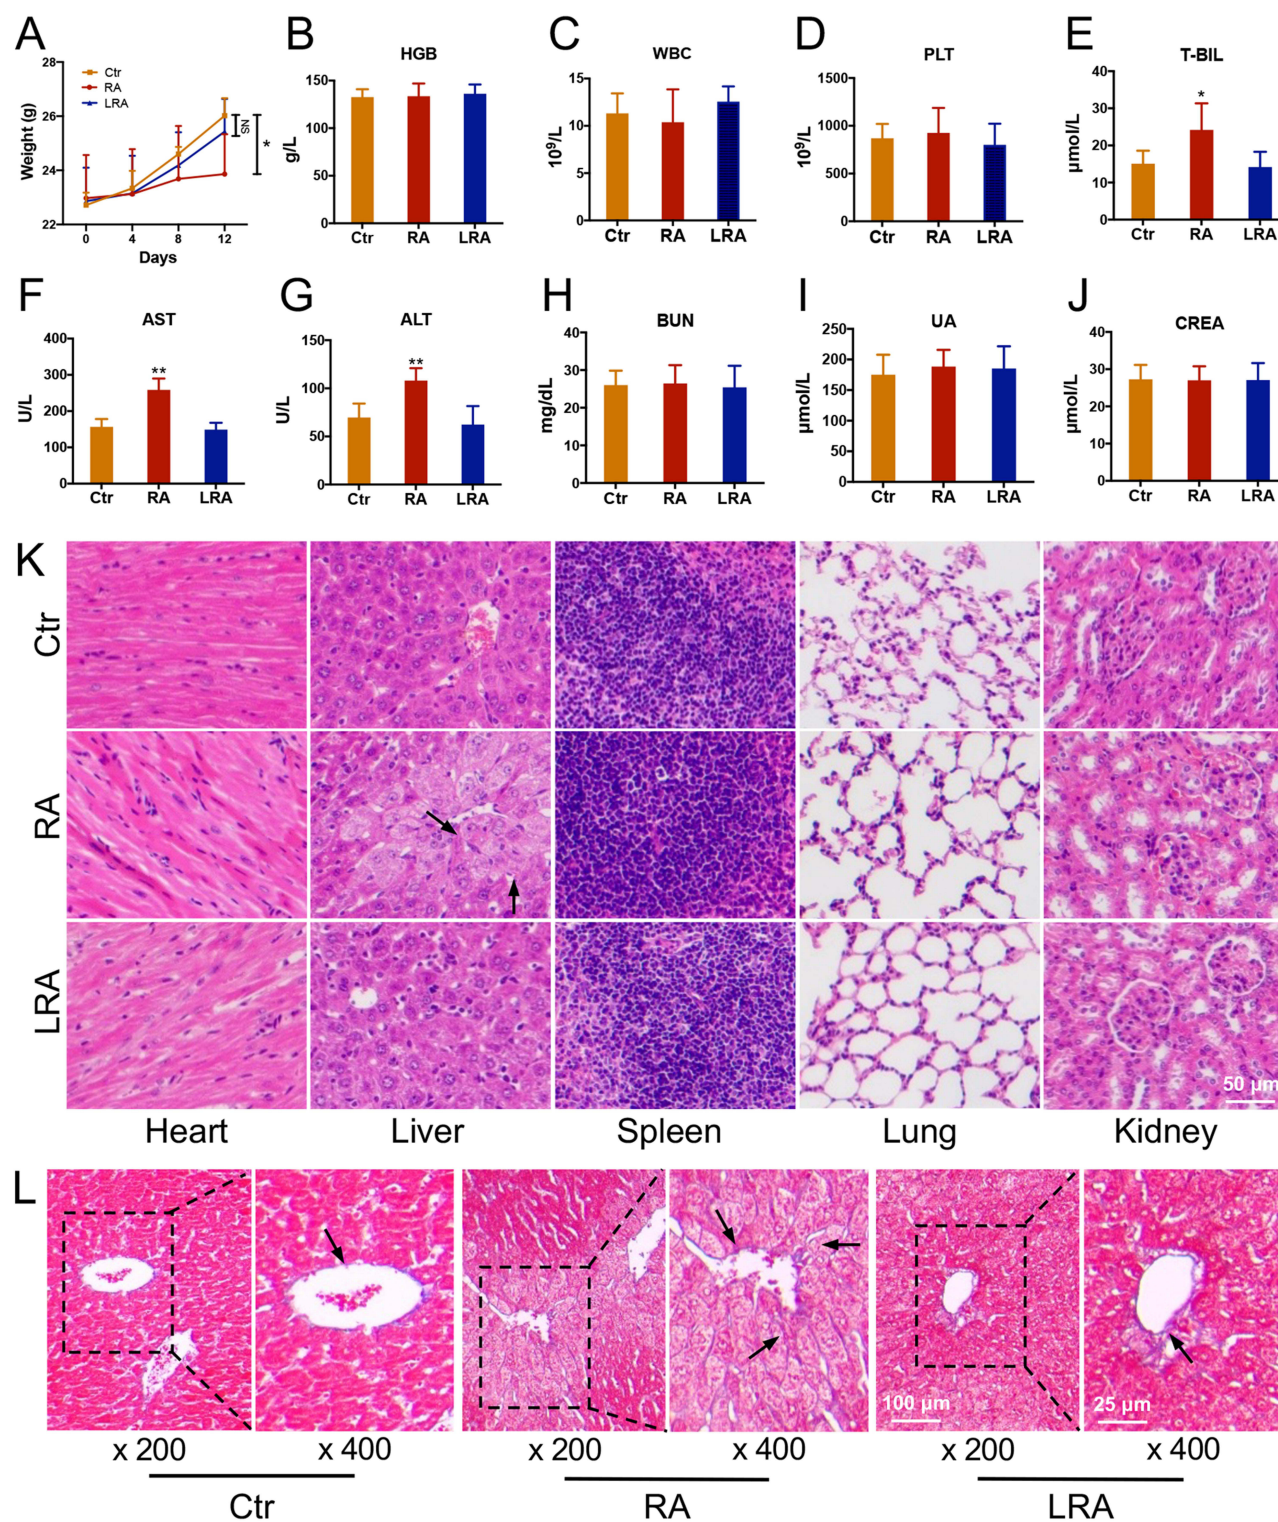 A
28
26
24
22
Weight (g)
Ctr
RA
LRA
NS
*
0 4 8 12
Days
B
HGB
150
100
50
0
g/L
Ctr RA LRA
C
WBC
15
10
5
0
10⁹/L
Ctr RA LRA
D
PLT
1500
1000
500
0
10⁹/L
Ctr RA LRA
E
T-BIL
40
30
20
10
0
µmol/L
*
Ctr RA LRA
F
AST
400
300
200
100
0
U/L
**
Ctr RA LRA
G
ALT
150
100
50
0
U/L
**
Ctr RA LRA
H
BUN
40
30
20
10
0
mg/dL
Ctr RA LRA
I
UA
250
200
150
100
50
0
µmol/L
Ctr RA LRA
J
CREA
40
30
20
10
0
µmol/L
Ctr RA LRA
K
Ctr
RA
LRA
50 µm
Heart Liver Spleen Lung Kidney
L
100 µm 25 µm
x 200 x 400 x 200 x 400 x 200 x 400
Ctr RA LRA